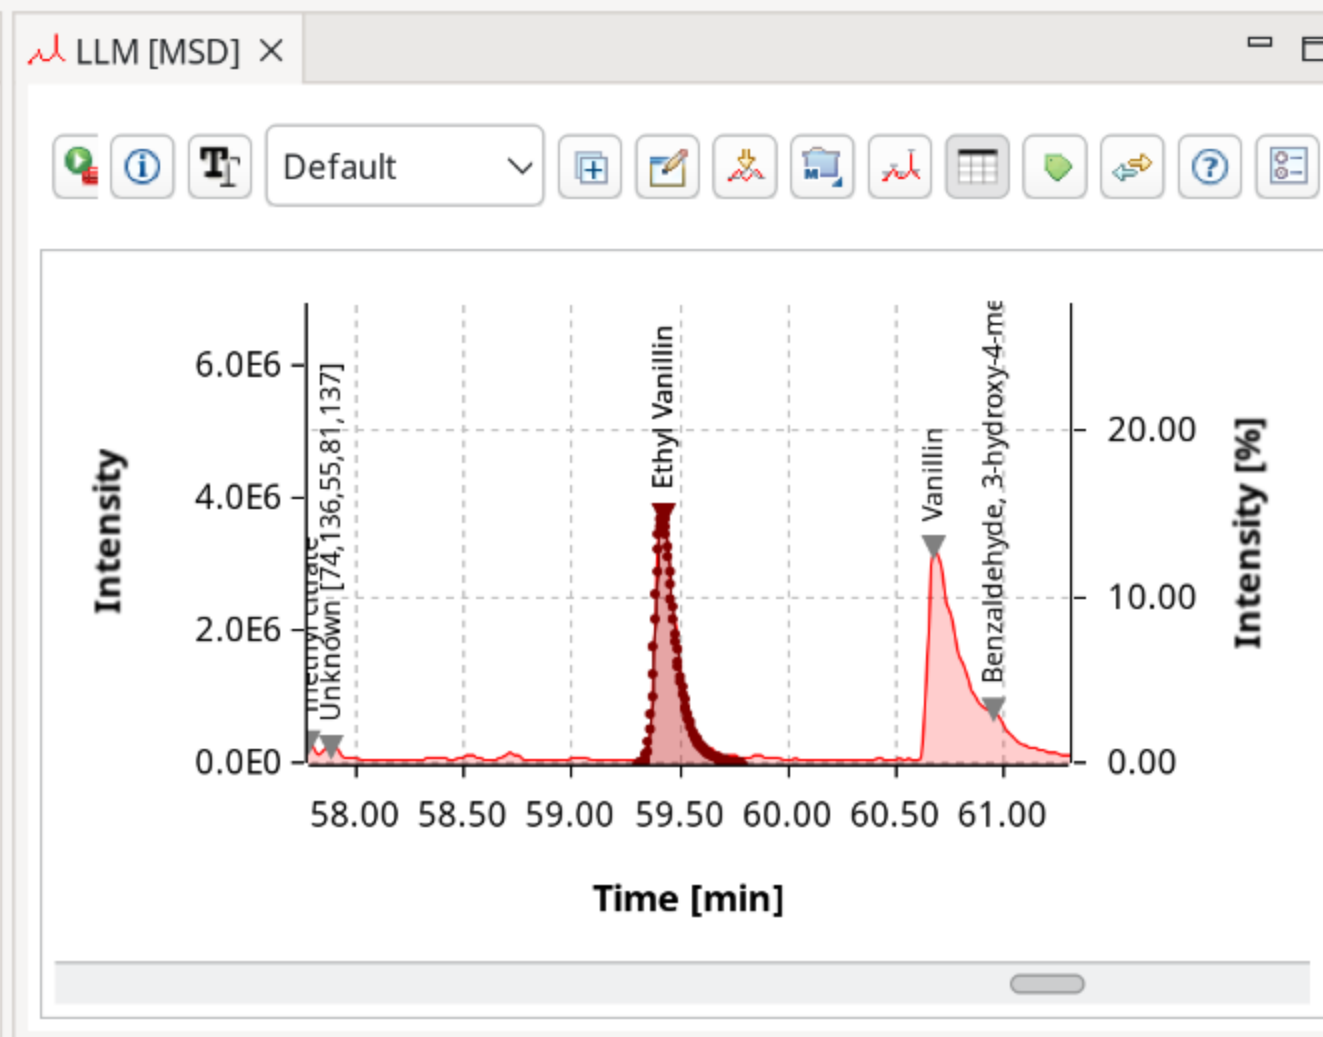 LLM [MSD]
Default
Intensity
6.0E6
4.0E6
2.0E6
0.0E0
Unknown [74,136,55,81,137]
Ethyl Vanillin
Vanillin
Benzaldehyde, 3-hydroxy-4-me
20.00
10.00
0.00
Intensity [%]
58.00 58.50 59.00 59.50 60.00 60.50 61.00
Time [min]